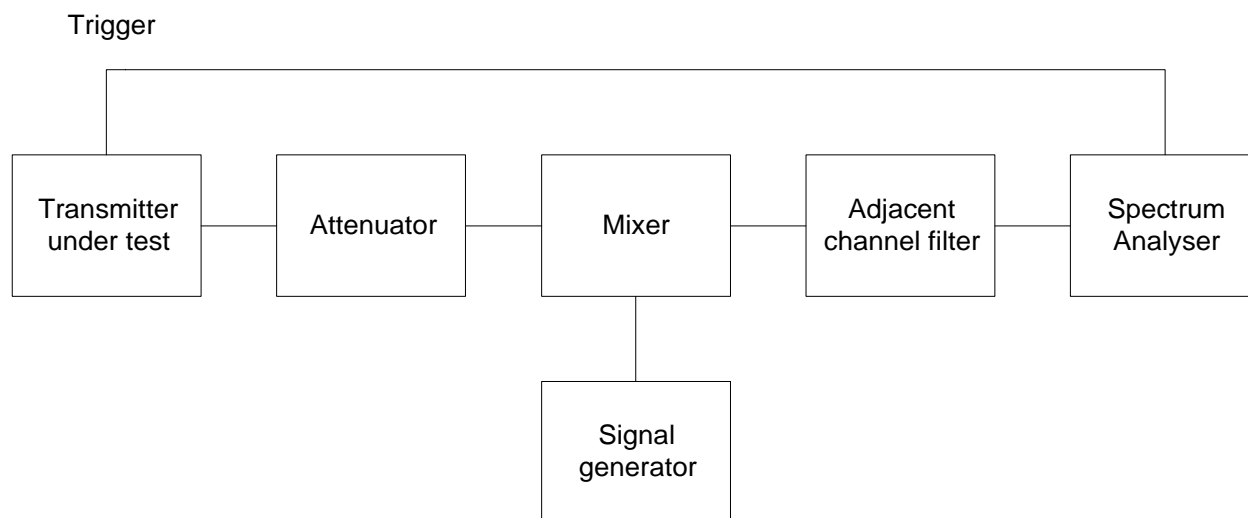 Trigger
Transmitter
under test
Attenuator
Mixer
Adjacent
channel filter
Spectrum
Analyser
Signal
generator